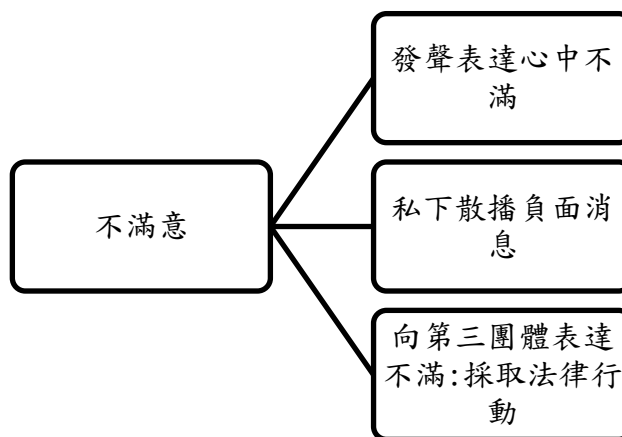 發聲表達心中不
滿
不滿意
私下散播負面消
息
向第三團體表達
不滿:採取法律行
動